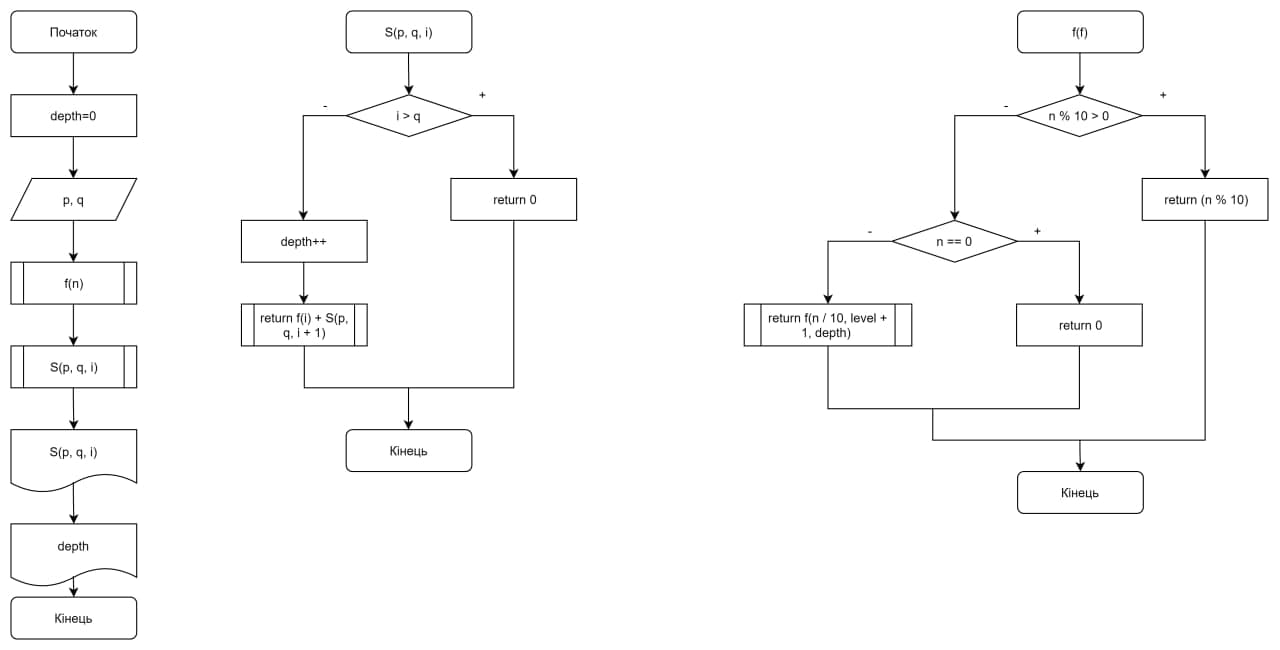 Початок
depth=0
p, q
f(n)
S(p, q, i)
S(p, q, i)
depth
Кінець
S(p, q, i)
-
+
i > q
return 0
depth++
return f(i) + S(p,
q, i + 1)
Кінець
f(f)
-
+
n % 10 > 0
return (n % 10)
-
+
n == 0
return f(n / 10, level +
1, depth)
return 0
Кінець